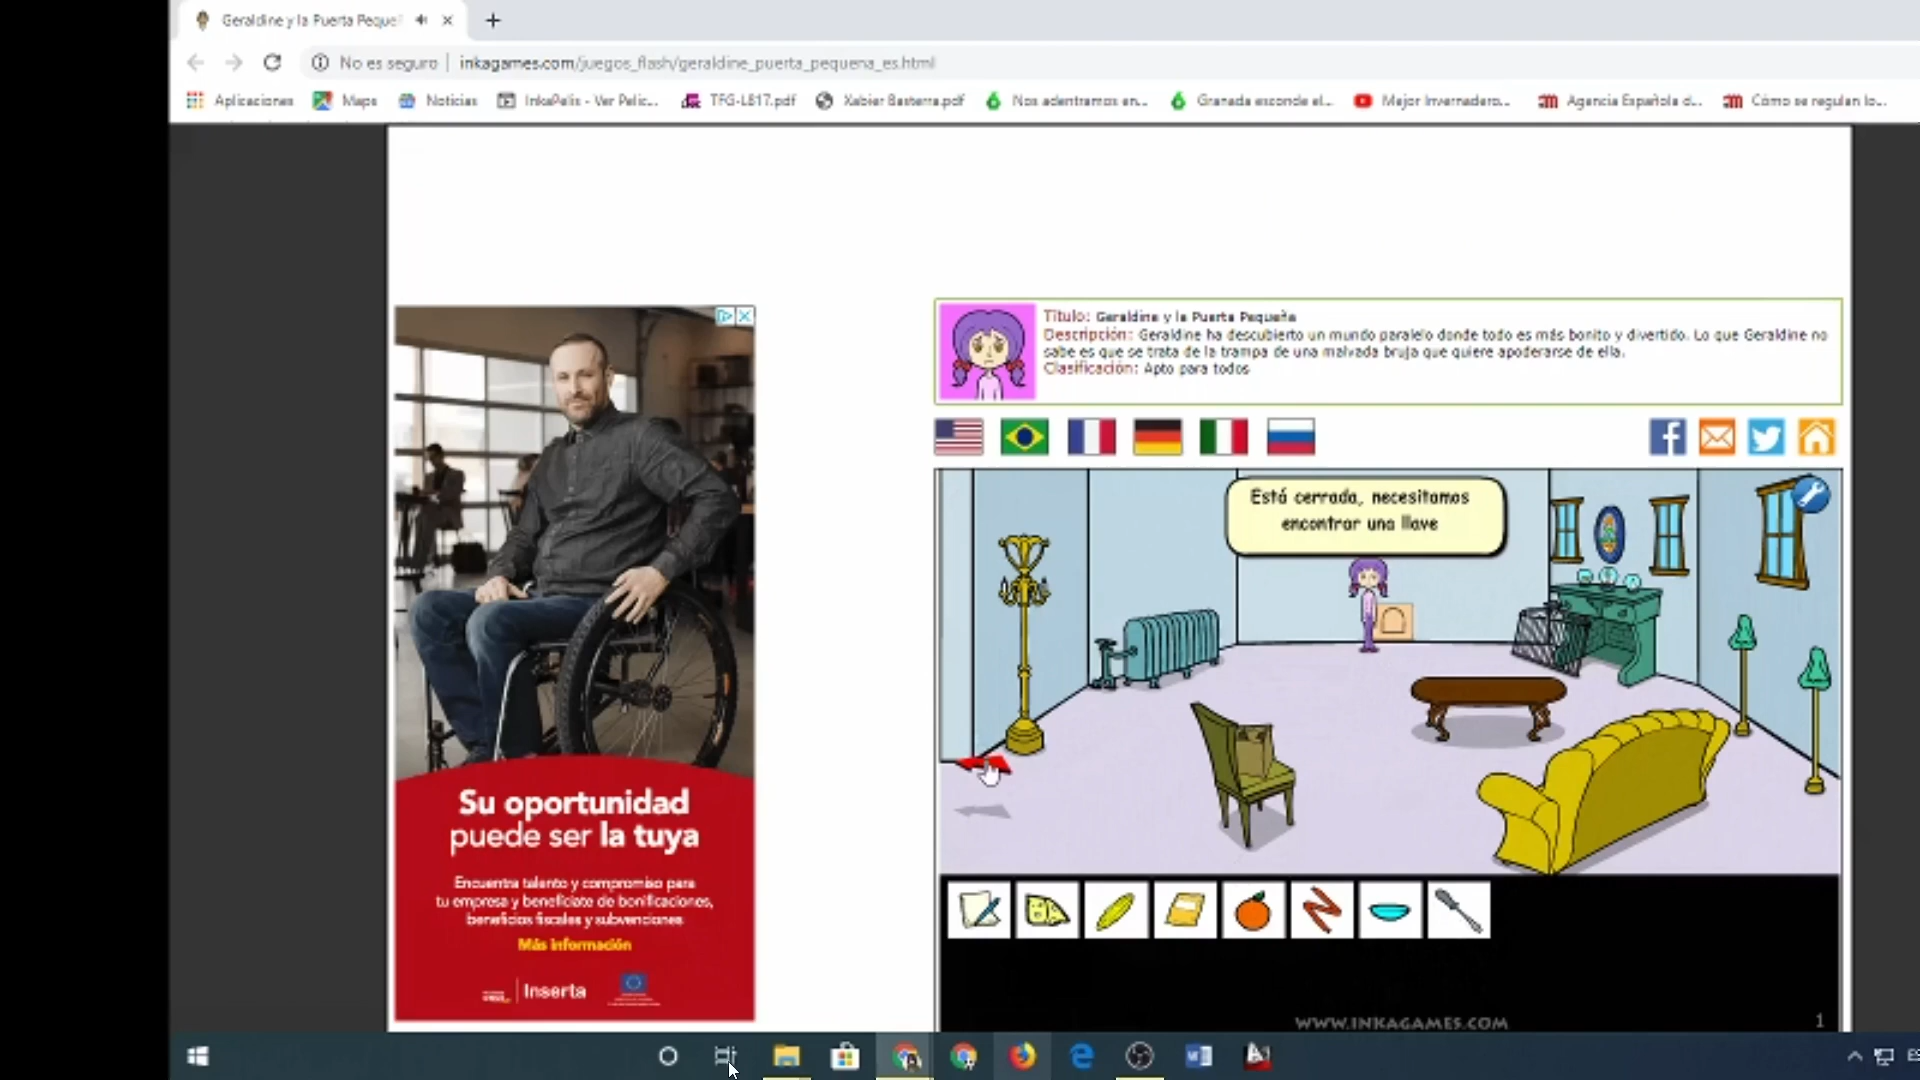 Geraldine y la Puerta Peque
No es seguro | inkagames.com/juegos_flash/geraldine_puerta_pequena_es.html
Aplicaciones Maps Noticias InkaPelis - Ver Pelic... TFG-L817.pdf Xabier Basterra.pdf Nos adentramos en... Granada esconde el... Mejor Invernadero... Agencia Española d... Cómo se regulan lo...
Título: Geraldine y la Puerta Pequeña
Descripción: Geraldine ha descubierto un mundo paralelo donde todo es más bonito y divertido. Lo que Geraldine no
sabe es que se trata de la trampa de una malvada bruja que quiere apoderarse de ella.
Clasificación: Apto para todos
Está cerrada, necesitamos
encontrar una llave
Su oportunidad
puede ser la tuya
Encuentra talento y compromiso para
tu empresa y benefíciate de bonificaciones,
beneficios fiscales y subvenciones
Más información
Inserta
WWW.INKAGAMES.COM
1